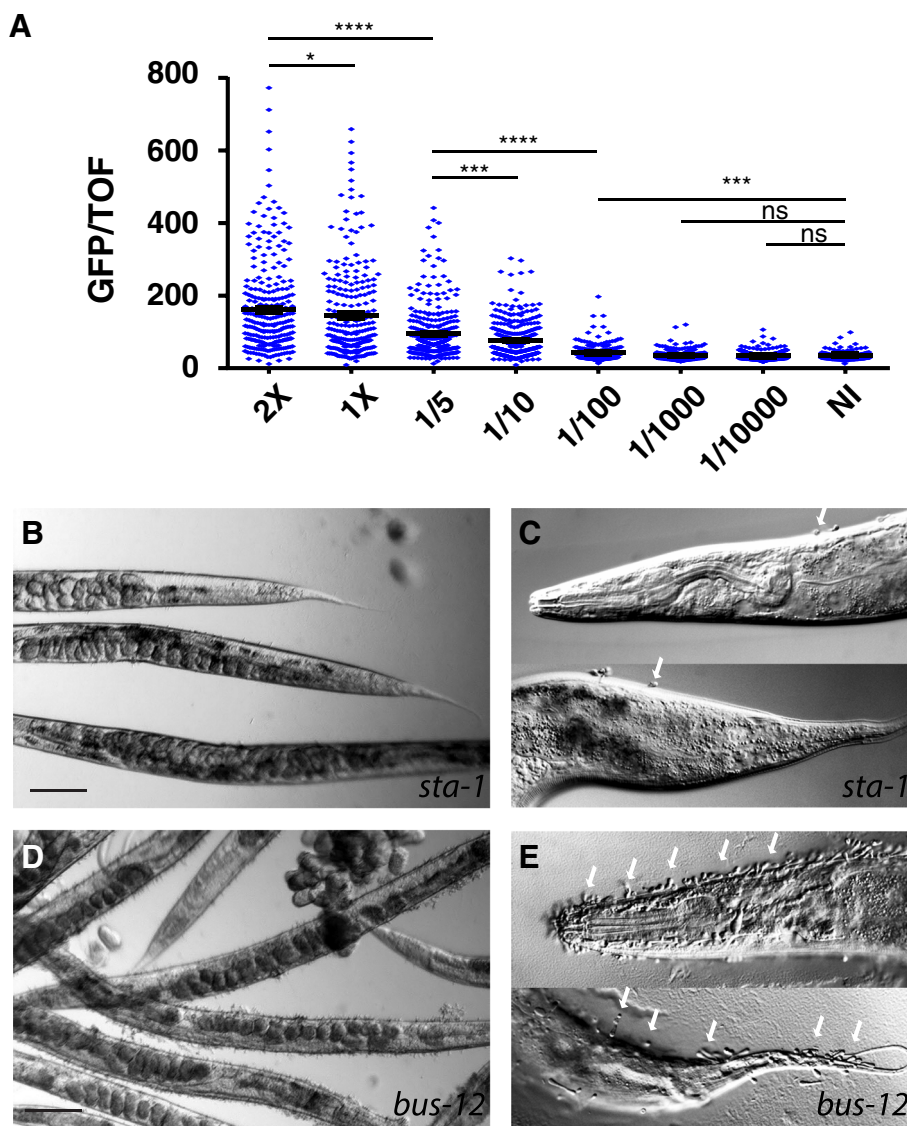 A
****
*
800
600
400
200
0
GFP/TOF
****
***
***
ns
ns
2X
1X
1/5
1/10
1/100
1/1000
1/10000
NI
B
sta-1
C
sta-1
D
bus-12
E
bus-12